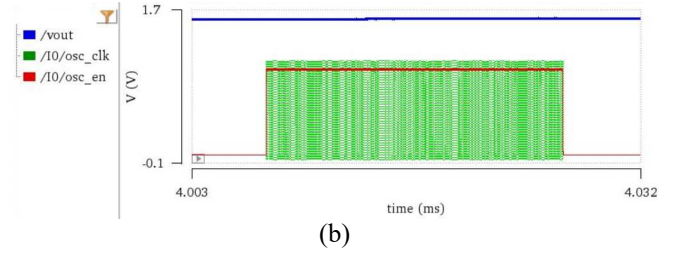 /vout
/I0/osc_clk
/I0/osc_en
1.7
V (V)
-0.1
4.003
4.032
time (ms)
(b)